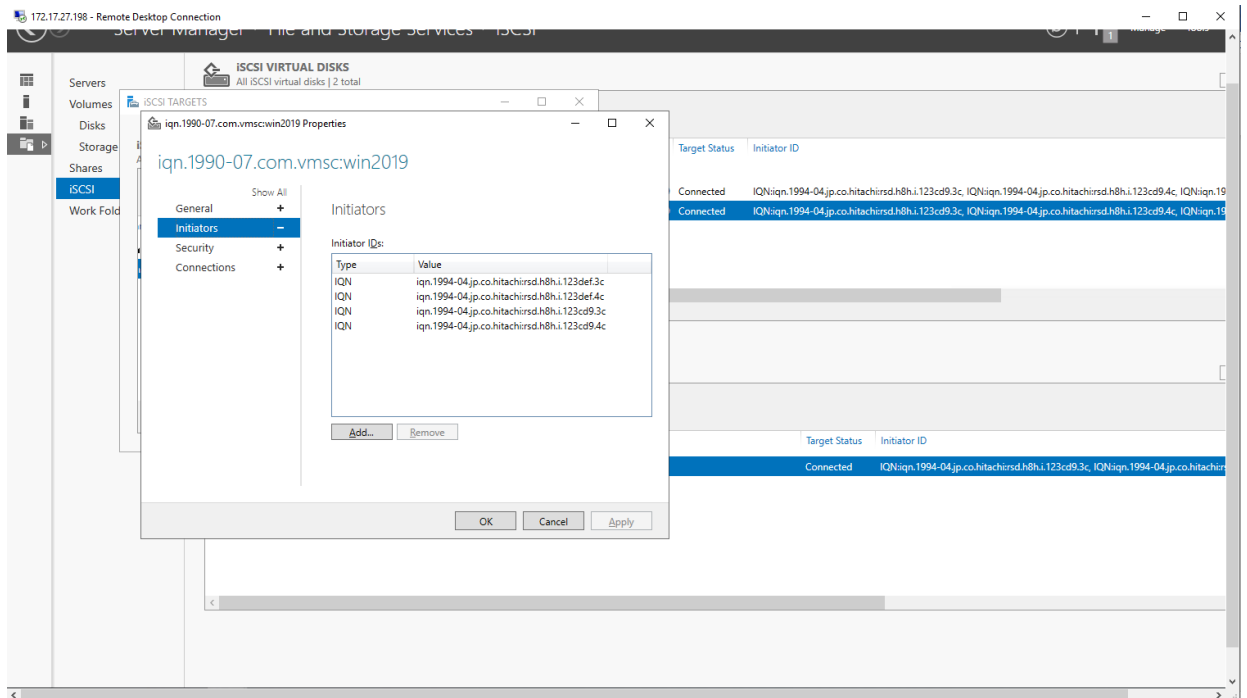 172.17.27.198 - Remote Desktop Connection
Server Manager File and Storage Services iSCSI
1
Manage Tools
Servers
Volumes
Disks
Storage
Shares
iSCSI
Work Fold
iSCSI VIRTUAL DISKS
All iSCSI virtual disks | 2 total
iSCSI TARGETS
iqn.1990-07.com.vmsc:win2019 Properties
iqn.1990-07.com.vmsc:win2019
Show All
General +
Initiators −
Security +
Connections +
Initiators
Initiator IDs:
Type Value
IQN iqn.1994-04.jp.co.hitachi:rsd.h8h.i.123def.3c
IQN iqn.1994-04.jp.co.hitachi:rsd.h8h.i.123def.4c
IQN iqn.1994-04.jp.co.hitachi:rsd.h8h.i.123cd9.3c
IQN iqn.1994-04.jp.co.hitachi:rsd.h8h.i.123cd9.4c
Add... Remove
OK Cancel Apply
Target Status Initiator ID
Connected IQN:iqn.1994-04.jp.co.hitachi:rsd.h8h.i.123cd9.3c, IQN:iqn.1994-04.jp.co.hitachi:rsd.h8h.i.123cd9.4c, IQN:iqn.19
Connected IQN:iqn.1994-04.jp.co.hitachi:rsd.h8h.i.123cd9.3c, IQN:iqn.1994-04.jp.co.hitachi:rsd.h8h.i.123cd9.4c, IQN:iqn.19
Target Status Initiator ID
Connected IQN:iqn.1994-04.jp.co.hitachi:rsd.h8h.i.123cd9.3c, IQN:iqn.1994-04.jp.co.hitachi:r